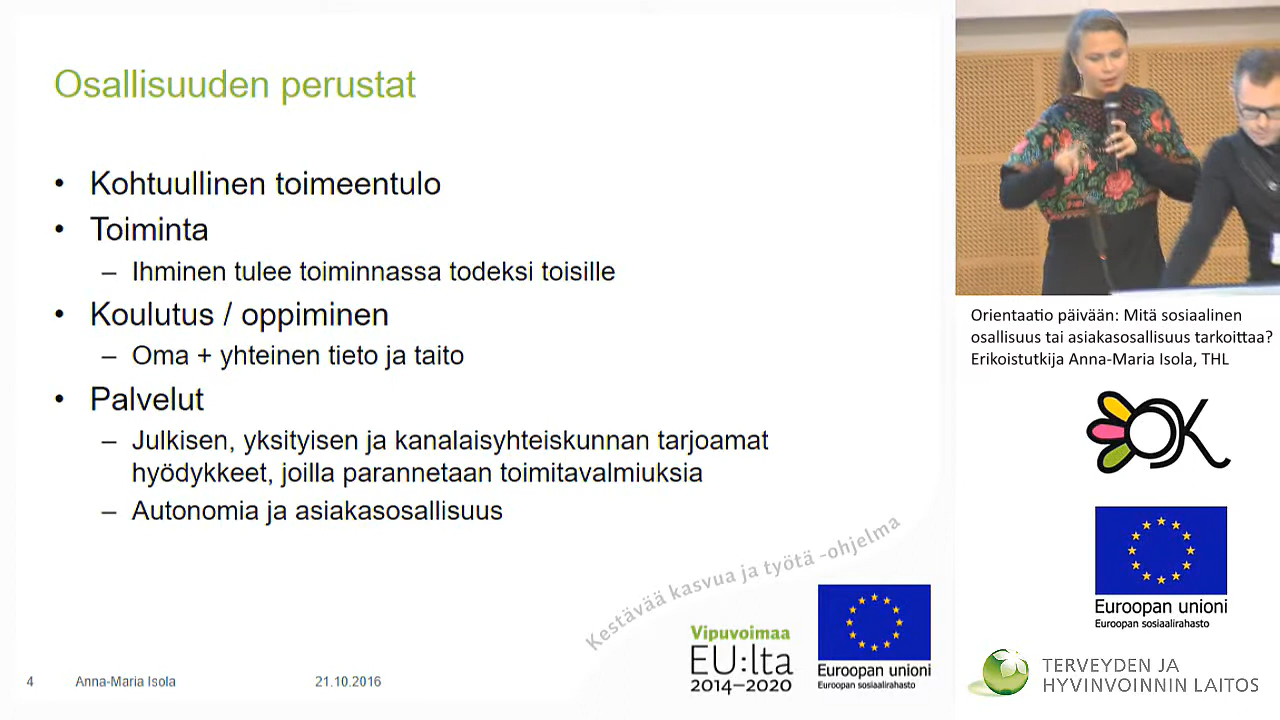 Osallisuuden perustat
• Kohtuullinen toimeentulo
• Toiminta
– Ihminen tulee toiminnassa todeksi toisille
• Koulutus / oppiminen
– Oma + yhteinen tieto ja taito
• Palvelut
– Julkisen, yksityisen ja kanalaisyhteiskunnan tarjoamat
hyödykkeet, joilla parannetaan toimitavalmiuksia
– Autonomia ja asiakasosallisuus
Kestävää kasvua ja työtä -ohjelma
Vipuvoimaa
EU:lta
2014–2020
Euroopan unioni
Euroopan sosiaalirahasto
4 Anna-Maria Isola 21.10.2016
Orientaatio päivään: Mitä sosiaalinen
osallisuus tai asiakasosallisuus tarkoittaa?
Erikoistutkija Anna-Maria Isola, THL
OK
Euroopan unioni
Euroopan sosiaalirahasto
TERVEYDEN JA
HYVINVOINNIN LAITOS